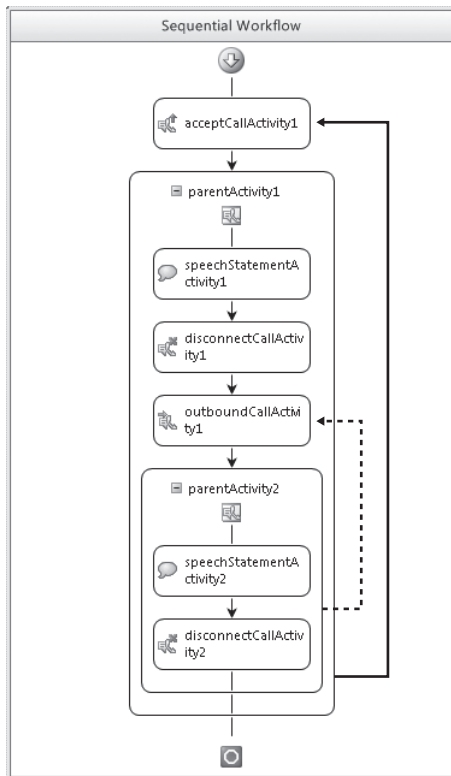 Sequential Workflow
acceptCallActivity1
parentActivity1
speechStatementA
ctivity1
disconnectCallActiv
ity1
outboundCallActivi
ty1
parentActivity2
speechStatementA
ctivity2
disconnectCallActiv
ity2